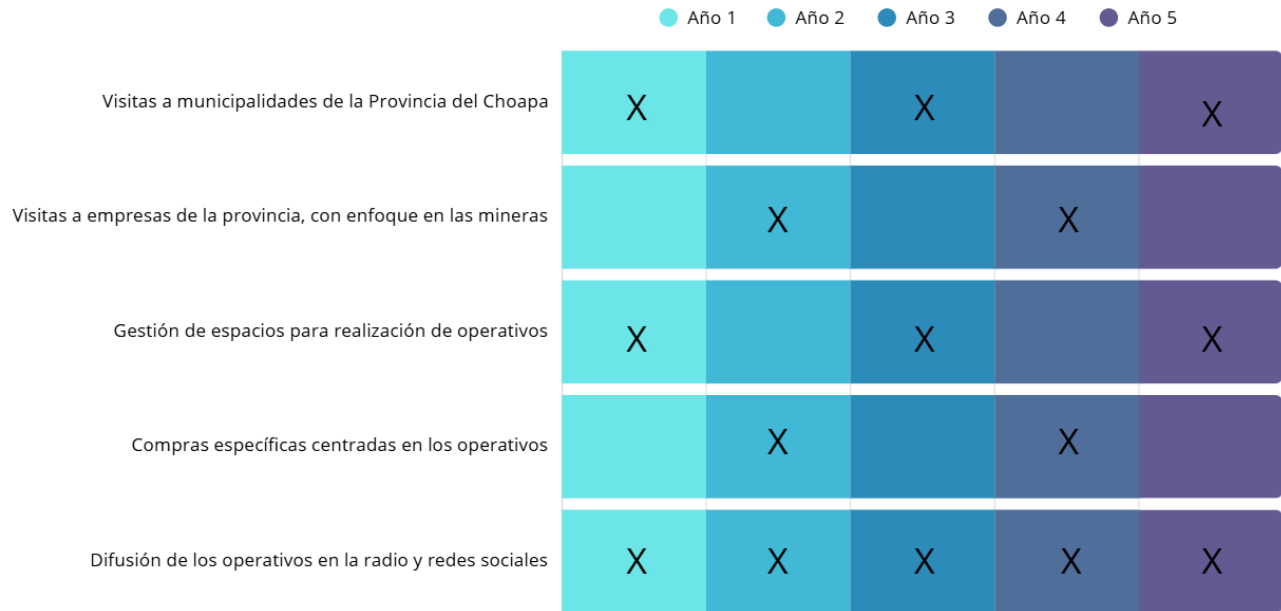 Año 1 Año 2 Año 3 Año 4 Año 5
Visitas a municipalidades de la Provincia del Choapa X X X
Visitas a empresas de la provincia, con enfoque en las mineras X X
Gestión de espacios para realización de operativos X X X
Compras específicas centradas en los operativos X X
Difusión de los operativos en la radio y redes sociales X X X X X